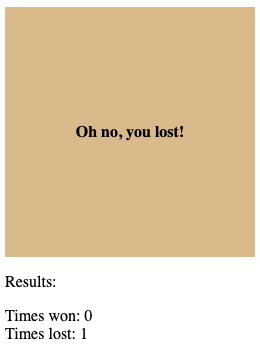 Oh no, you lost!
Results:
Times won: 0
Times lost: 1